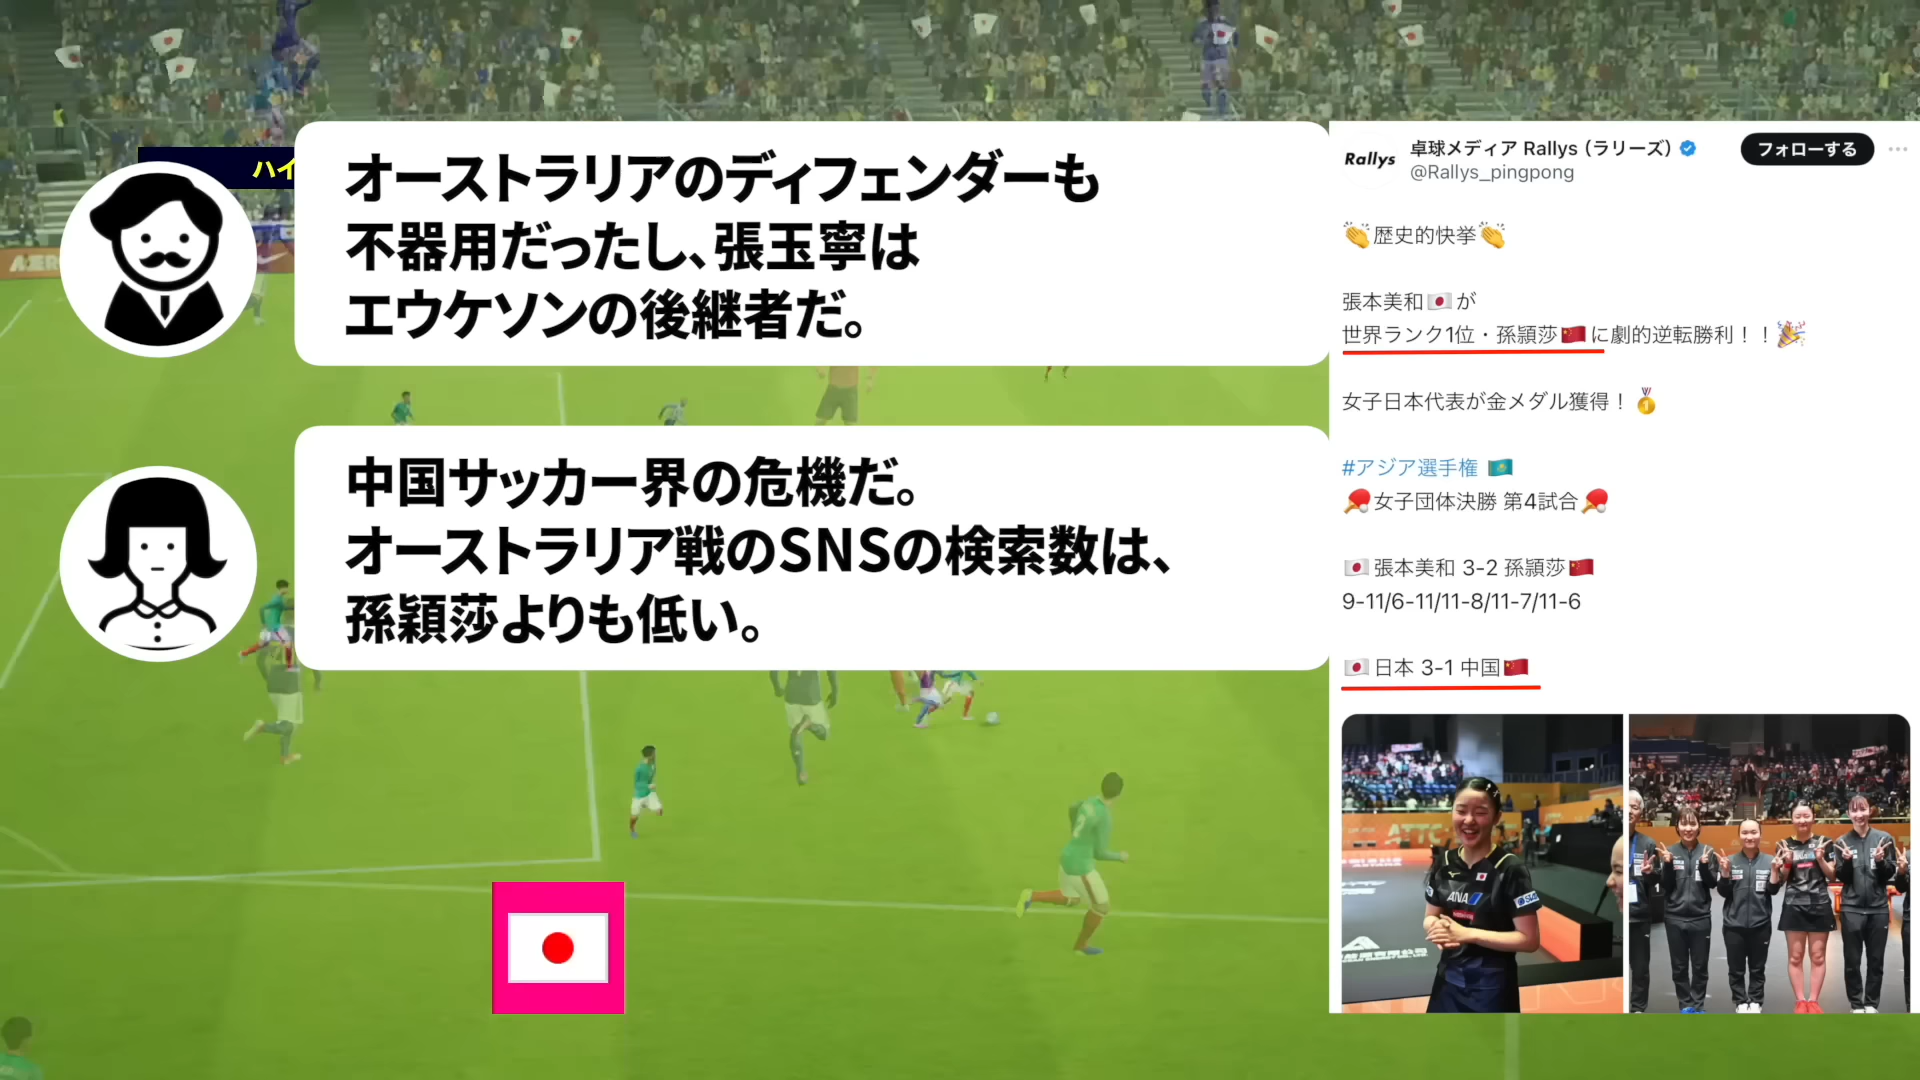 ハイ
オーストラリアのディフェンダーも
不器用だったし、張玉寧は
エウケソンの後継者だ。
中国サッカー界の危機だ。
オーストラリア戦のSNSの検索数は、
孫穎莎よりも低い。
Rallys
卓球メディア Rallys（ラリーズ）
@Rallys_pingpong
フォローする
👏歴史的快挙👏
張本美和🇯🇵が
世界ランク1位・孫頴莎🇨🇳に劇的逆転勝利！！🎉
女子日本代表が金メダル獲得！🏅
#アジア選手権 🇰🇿
🏓女子団体決勝 第4試合🏓
🇯🇵張本美和 3-2 孫頴莎🇨🇳
9-11/6-11/11-8/11-7/11-6
🇯🇵日本 3-1 中国🇨🇳
ANA